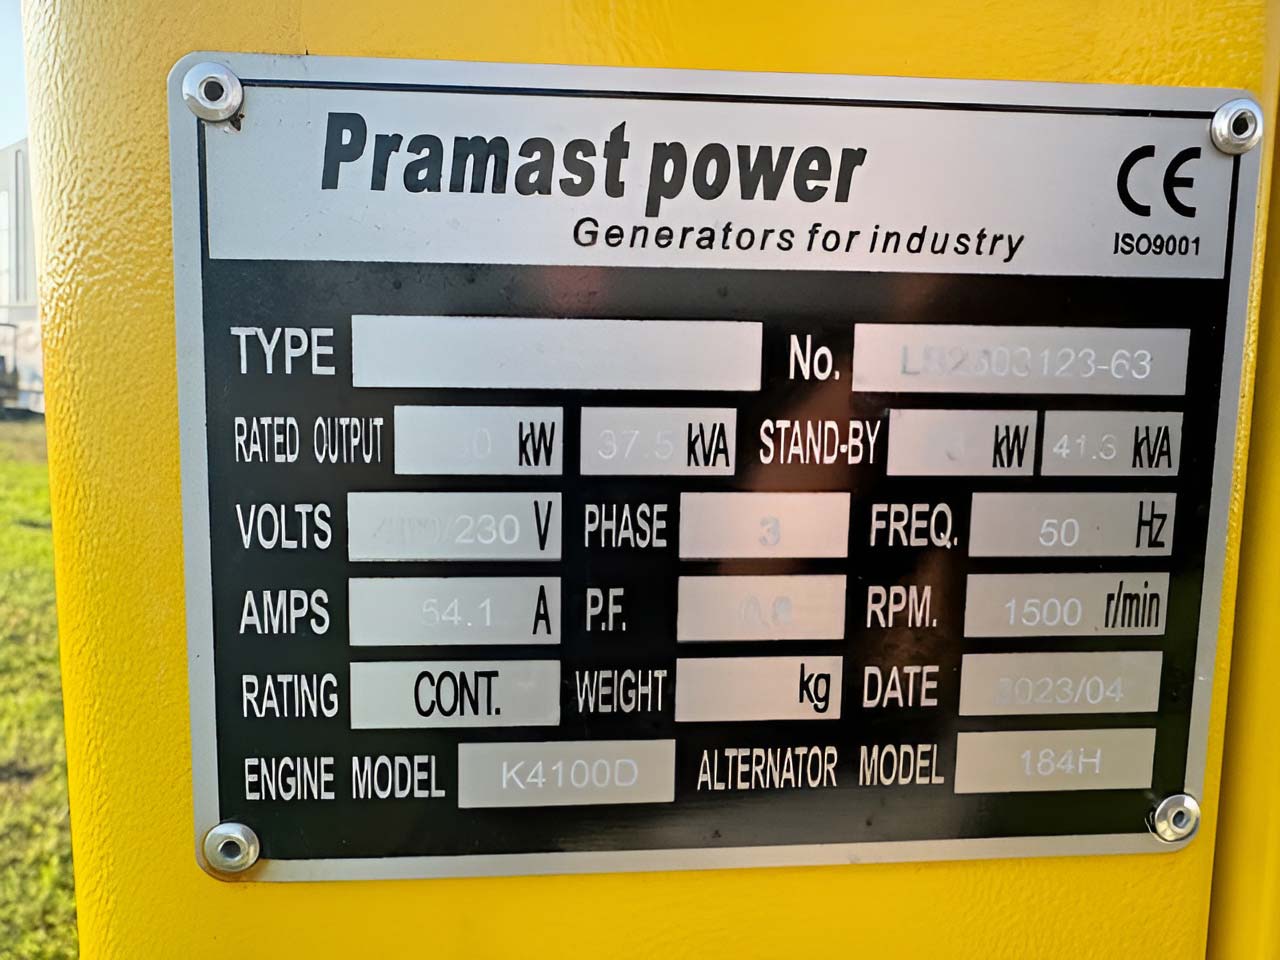 Pramast power
Generators for industry
CE
ISO9001
TYPE No.
RATED OUTPUT kW 37.5 kVA STAND-BY kW 41.3 kVA
VOLTS /230 V PHASE 3 FREQ. 50 Hz
AMPS 54.1 A P.F. 0.8 RPM. 1500 r/min
RATING CONT. WEIGHT kg DATE 2023/04
ENGINE MODEL K4100D ALTERNATOR MODEL 184H